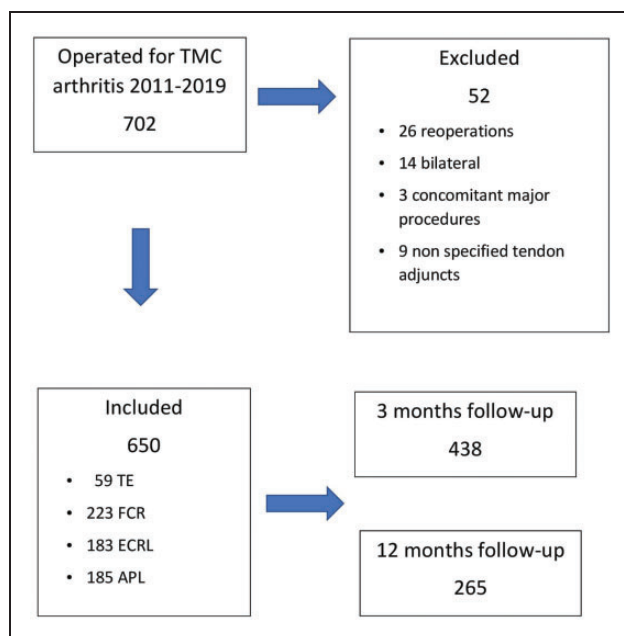 Operated for TMC
arthritis 2011-2019
702
Excluded
52
• 26 reoperations
• 14 bilateral
• 3 concomitant major
procedures
• 9 non specified tendon
adjuncts
Included
650
• 59 TE
• 223 FCR
• 183 ECRL
• 185 APL
3 months follow-up
438
12 months follow-up
265